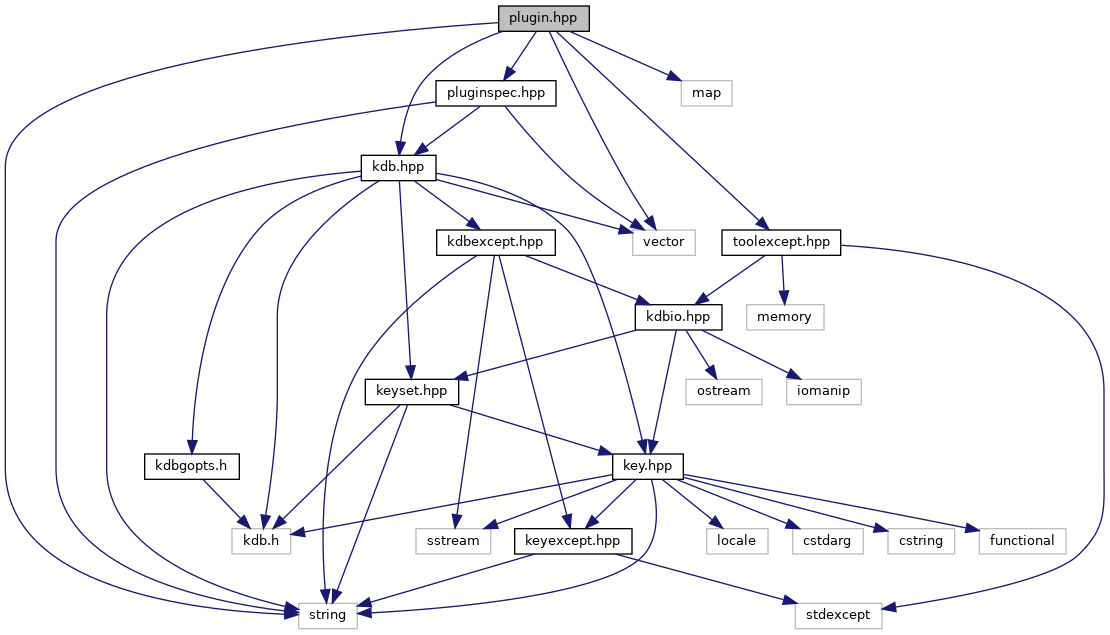 plugin.hpp
pluginspec.hpp
map
kdb.hpp
kdbexcept.hpp
vector
toolexcept.hpp
kdbio.hpp
memory
keyset.hpp
ostream
iomanip
kdbgopts.h
key.hpp
kdb.h
sstream
keyexcept.hpp
locale
cstdarg
cstring
functional
string
stdexcept